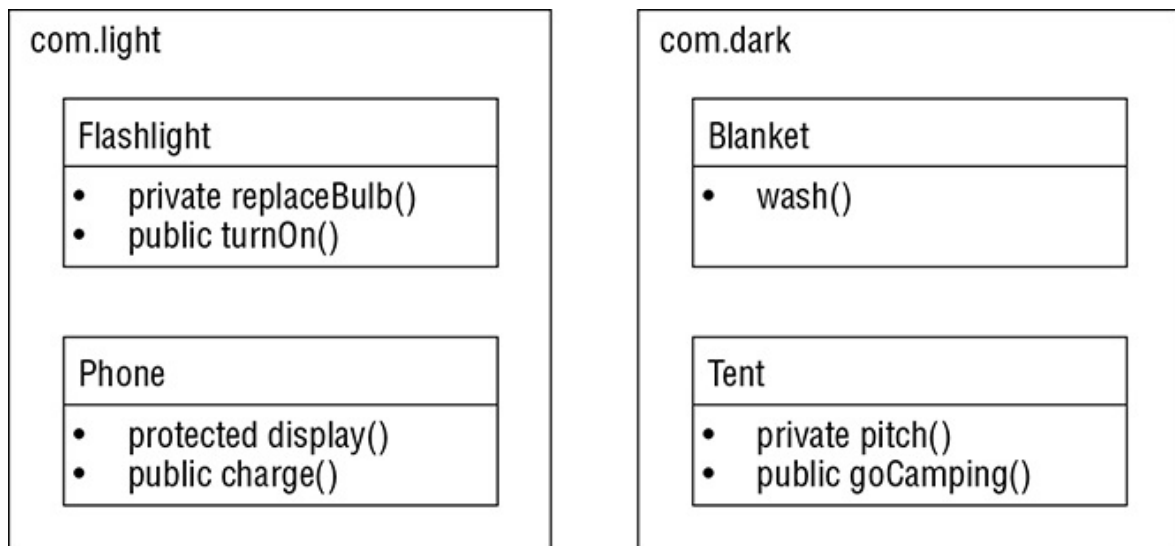 com.light
Flashlight
• private replaceBulb()
• public turnOn()
Phone
• protected display()
• public charge()
com.dark
Blanket
• wash()
Tent
• private pitch()
• public goCamping()